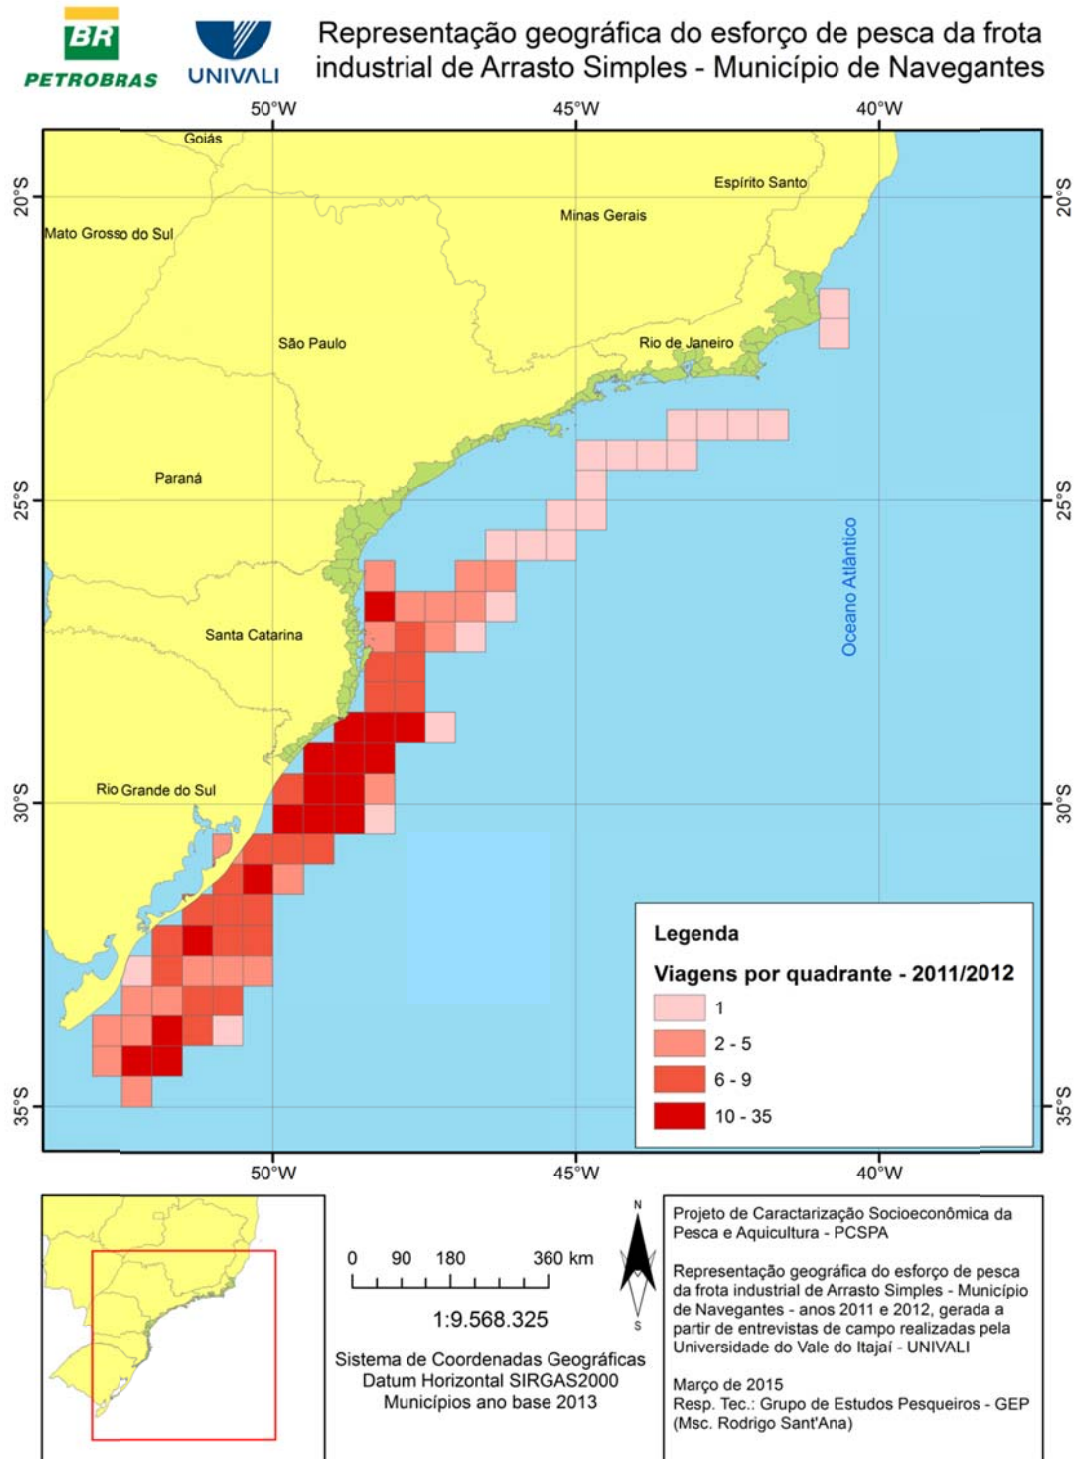 BR
PETROBRAS
UNIVALI
Representação geográfica do esforço de pesca da frota
industrial de Arrasto Simples - Município de Navegantes
50°W
45°W
40°W
20°S
20°S
25°S
25°S
30°S
30°S
35°S
35°S
Goiás
Espírito Santo
Minas Gerais
Mato Grosso do Sul
São Paulo
Rio de Janeiro
Paraná
Oceano Atlântico
Santa Catarina
Rio Grande do Sul
Legenda
Viagens por quadrante - 2011/2012
1
2 - 5
6 - 9
10 - 35
50°W
45°W
40°W
0 90 180 360 km
1:9.568.325
Sistema de Coordenadas Geográficas
Datum Horizontal SIRGAS2000
Municípios ano base 2013
N
S
Projeto de Caractarização Socioeconômica da
Pesca e Aquicultura - PCSPA
Representação geográfica do esforço de pesca
da frota industrial de Arrasto Simples - Município
de Navegantes - anos 2011 e 2012, gerada a
partir de entrevistas de campo realizadas pela
Universidade do Vale do Itajaí - UNIVALI
Março de 2015
Resp. Tec.: Grupo de Estudos Pesqueiros - GEP
(Msc. Rodrigo Sant'Ana)